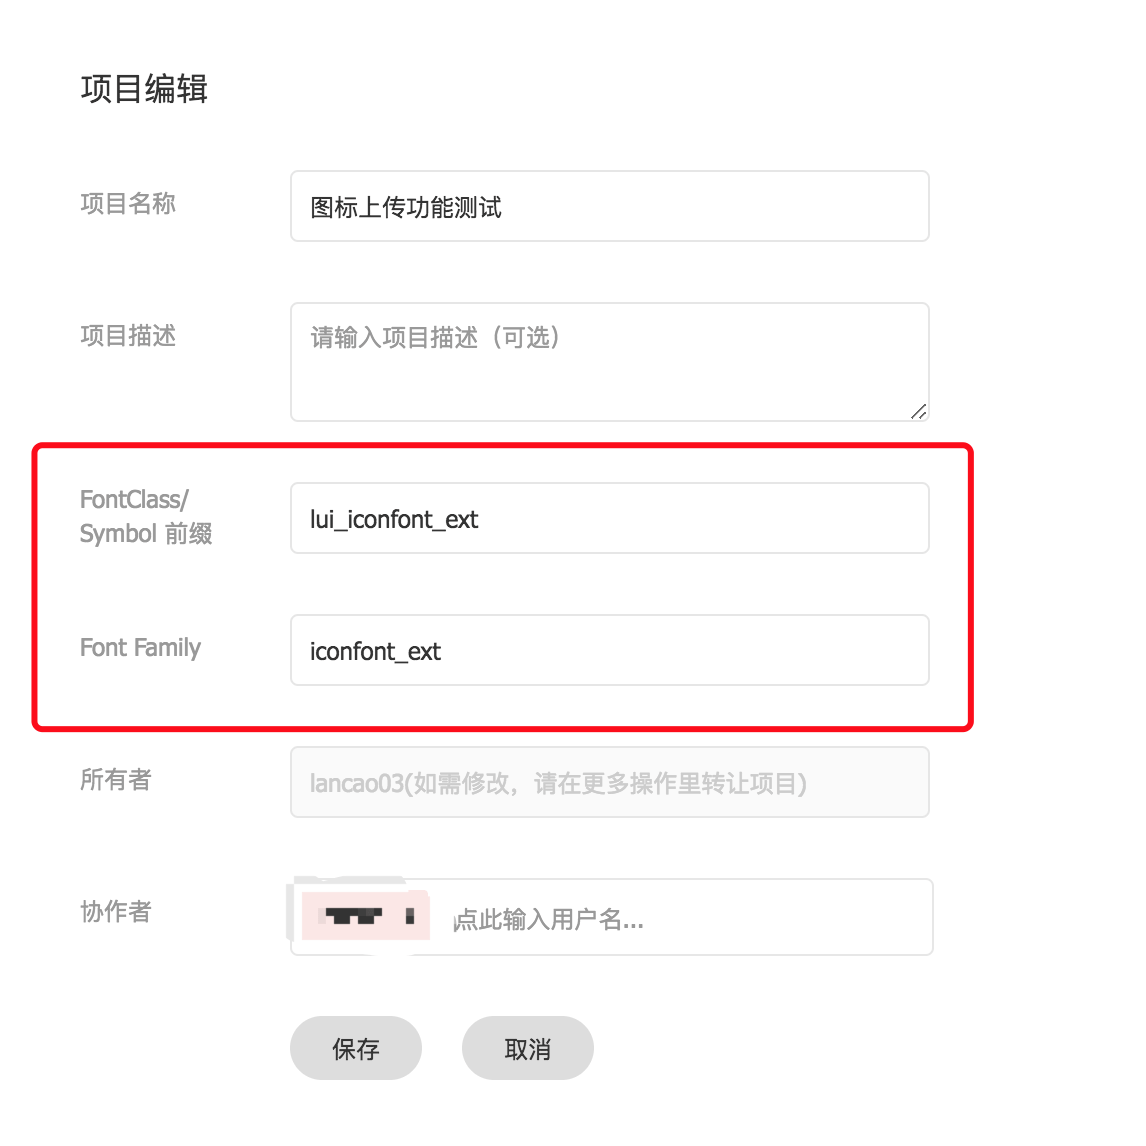 项目编辑
项目名称
图标上传功能测试
项目描述
请输入项目描述（可选）
FontClass/
Symbol 前缀
lui_iconfont_ext
Font Family
iconfont_ext
所有者
lancao03(如需修改，请在更多操作里转让项目)
协作者
点此输入用户名...
保存
取消